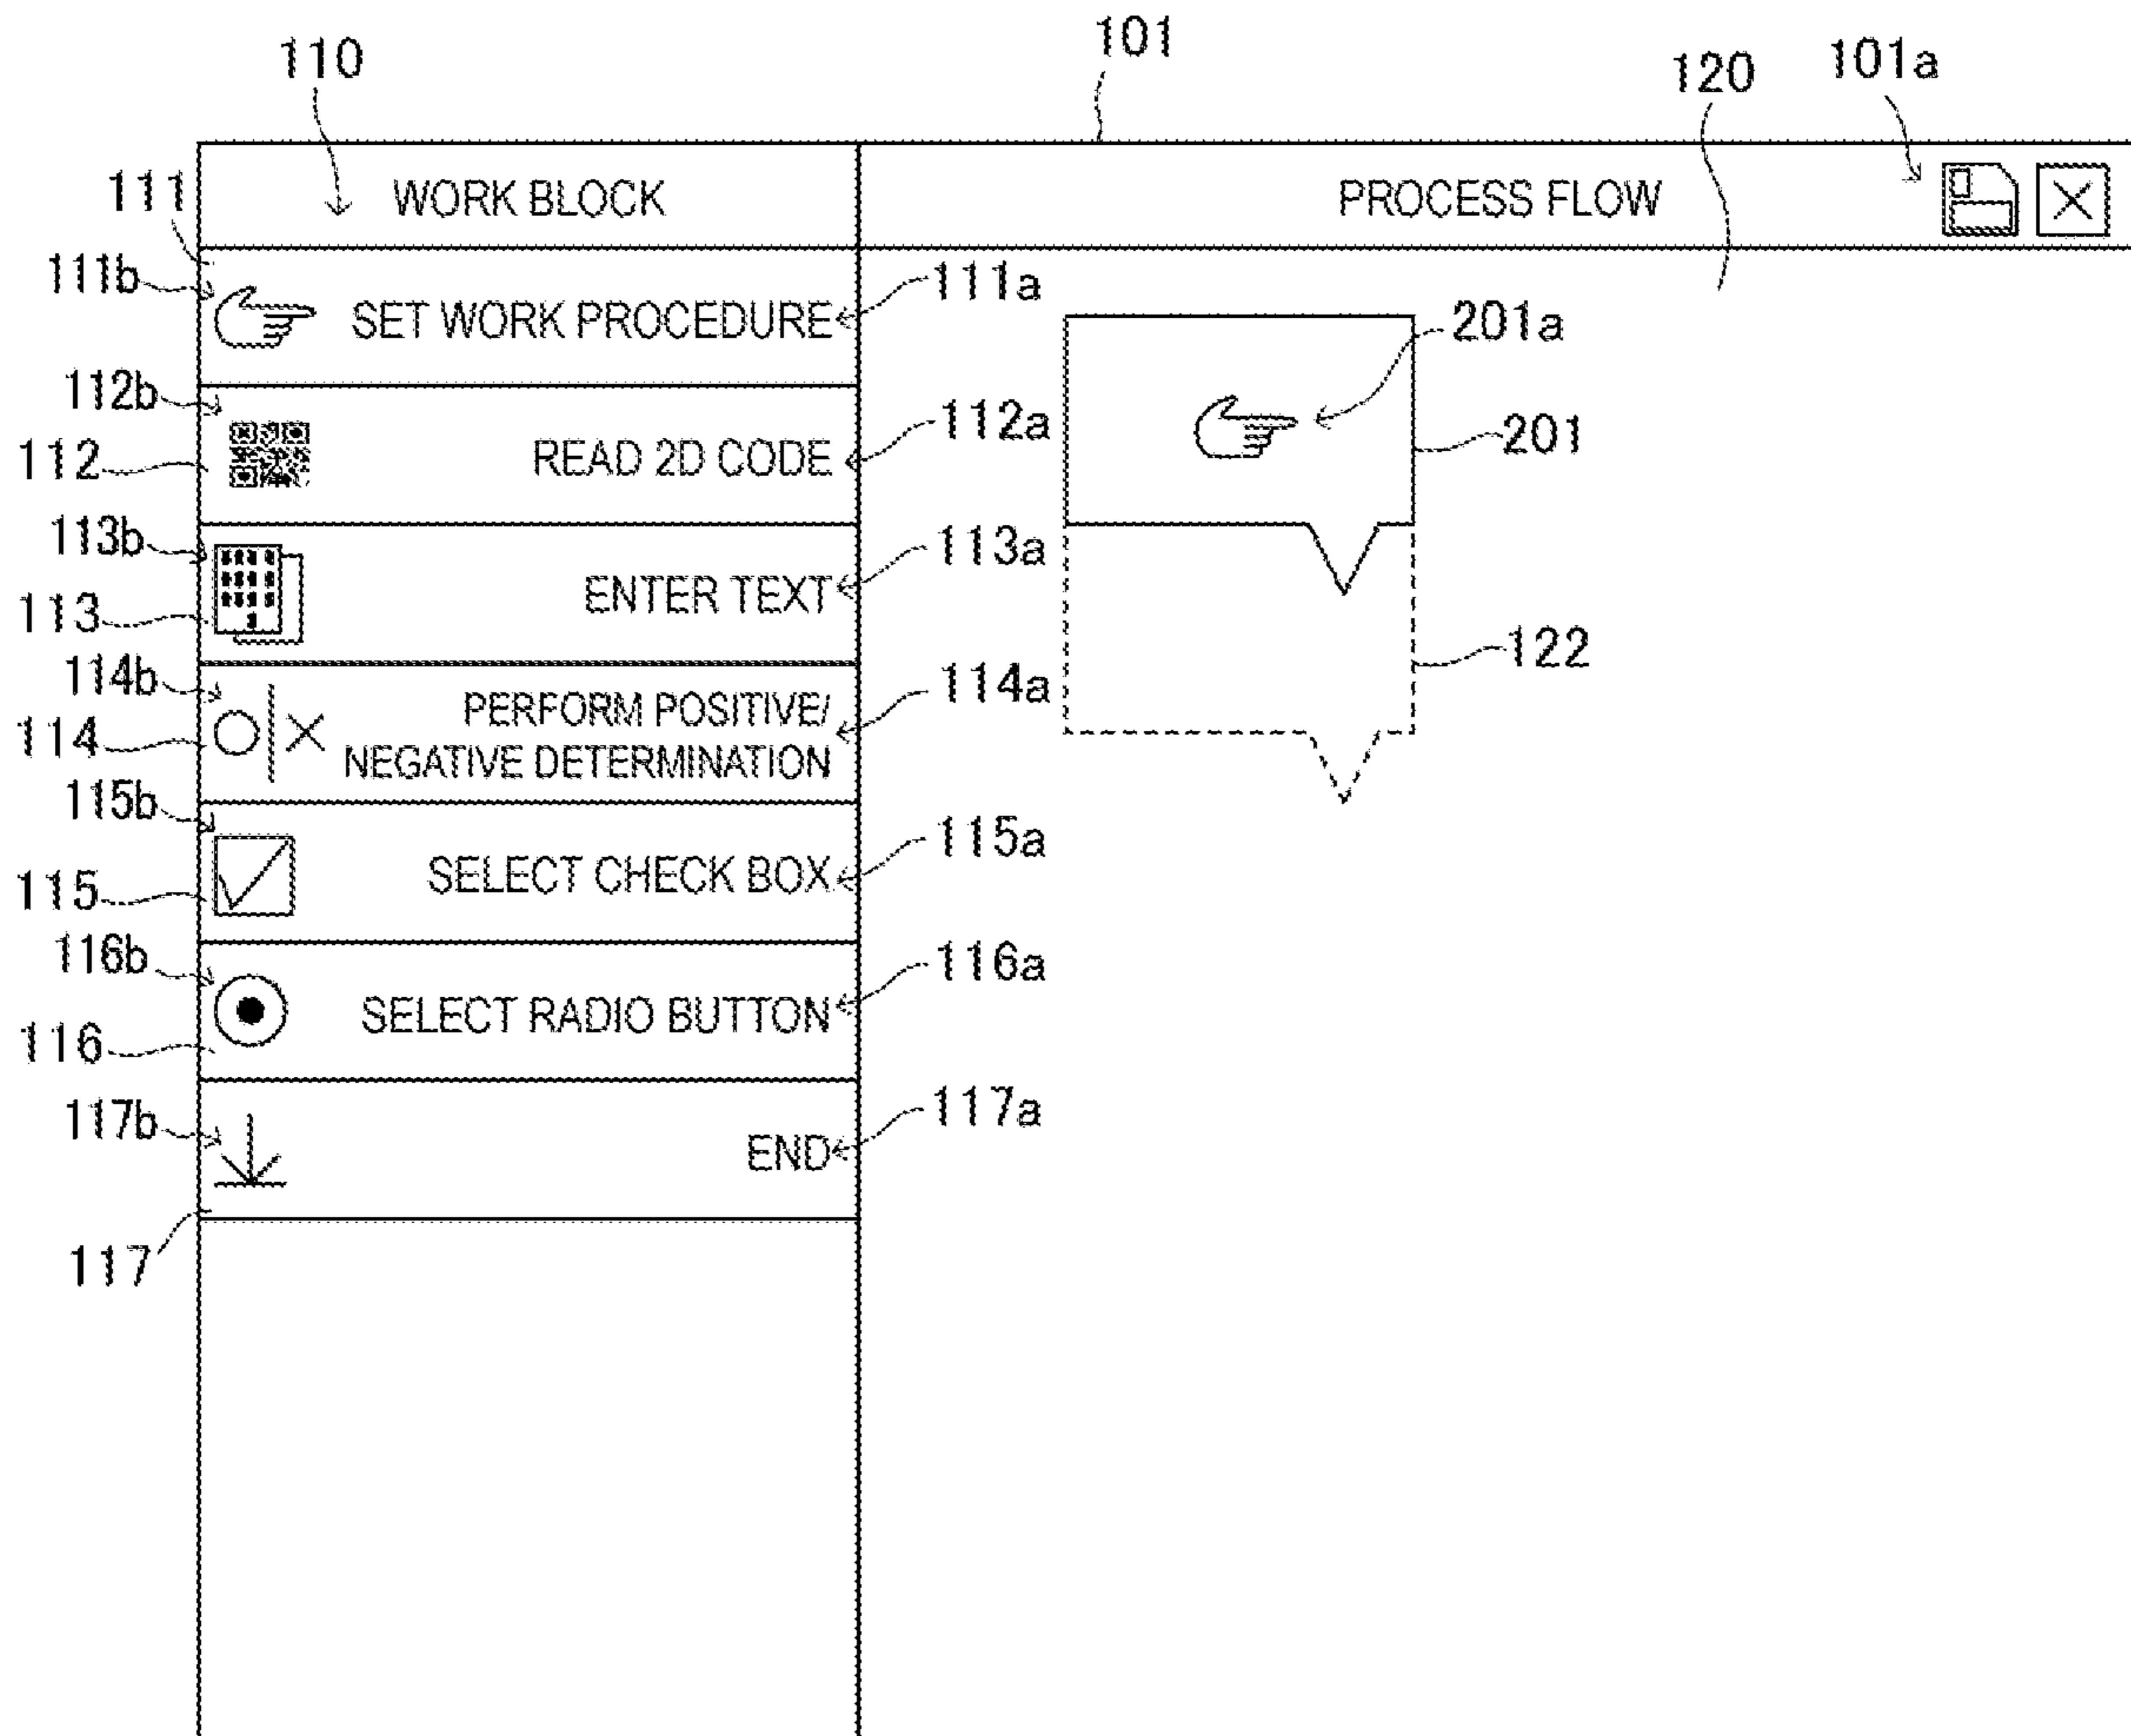 110
101
120
101a
WORK BLOCK
PROCESS FLOW
111
111b
SET WORK PROCEDURE
111a
201a
112b
112
READ 2D CODE
112a
201
113b
113
ENTER TEXT
113a
122
114b
114
PERFORM POSITIVE/
NEGATIVE DETERMINATION
114a
115b
115
SELECT CHECK BOX
115a
116b
116
SELECT RADIO BUTTON
116a
117b
END
117a
117